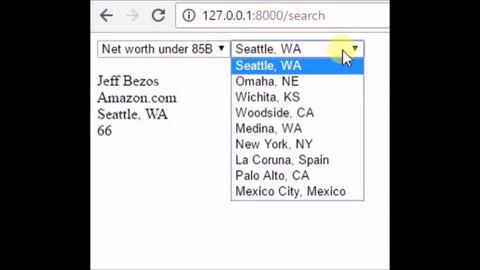 127.0.0.1:8000/search
Net worth under 85B Seattle, WA
Seattle, WA
Omaha, NE
Wichita, KS
Woodside, CA
Medina, WA
New York, NY
La Coruna, Spain
Palo Alto, CA
Mexico City, Mexico
Jeff Bezos
Amazon.com
Seattle, WA
66